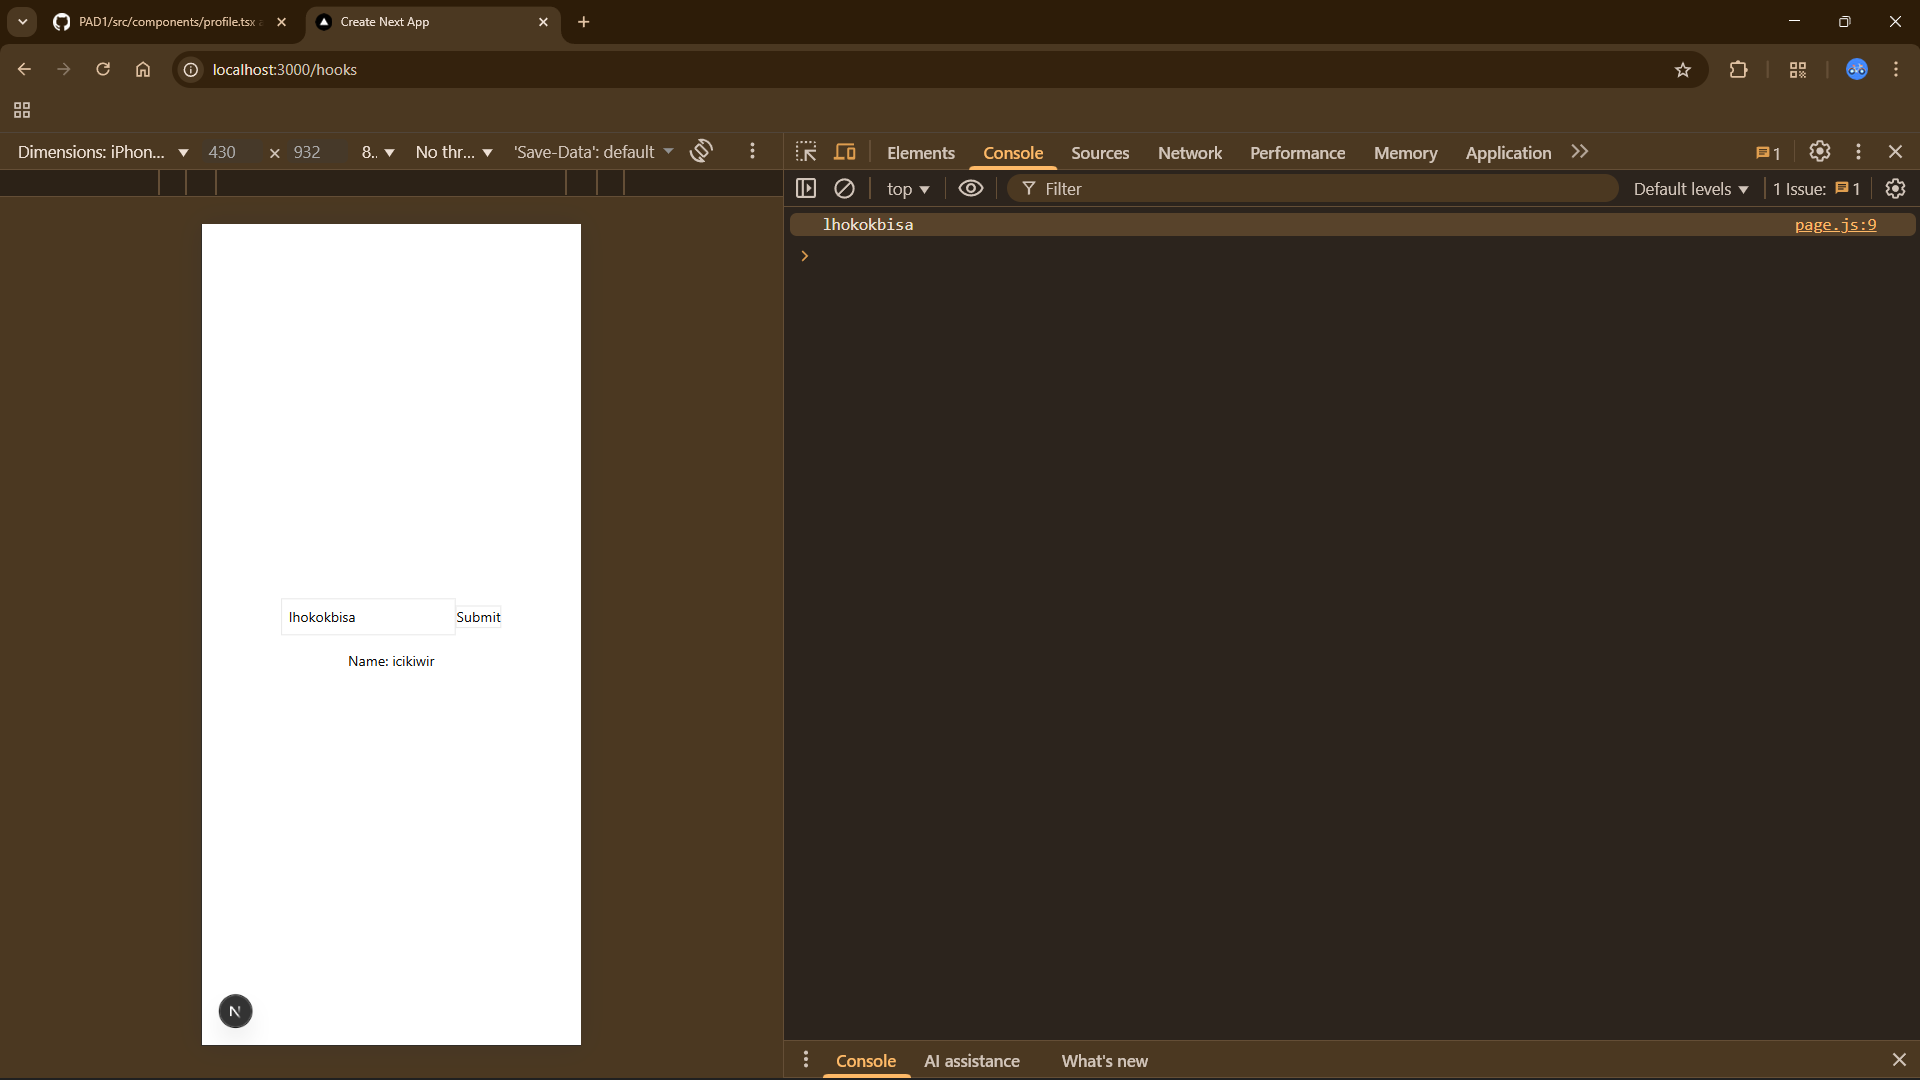 PAD1/src/components/profile.tsx
Create Next App
localhost:3000/hooks
Dimensions: iPhon... 430 × 932 8.. No thr... 'Save-Data': default
Elements Console Sources Network Performance Memory Application 1
top Filter Default levels 1 Issue: 1
lhokokbisa page.js:9
lhokokbisa Submit
Name: icikiwir
N
Console AI assistance What's new